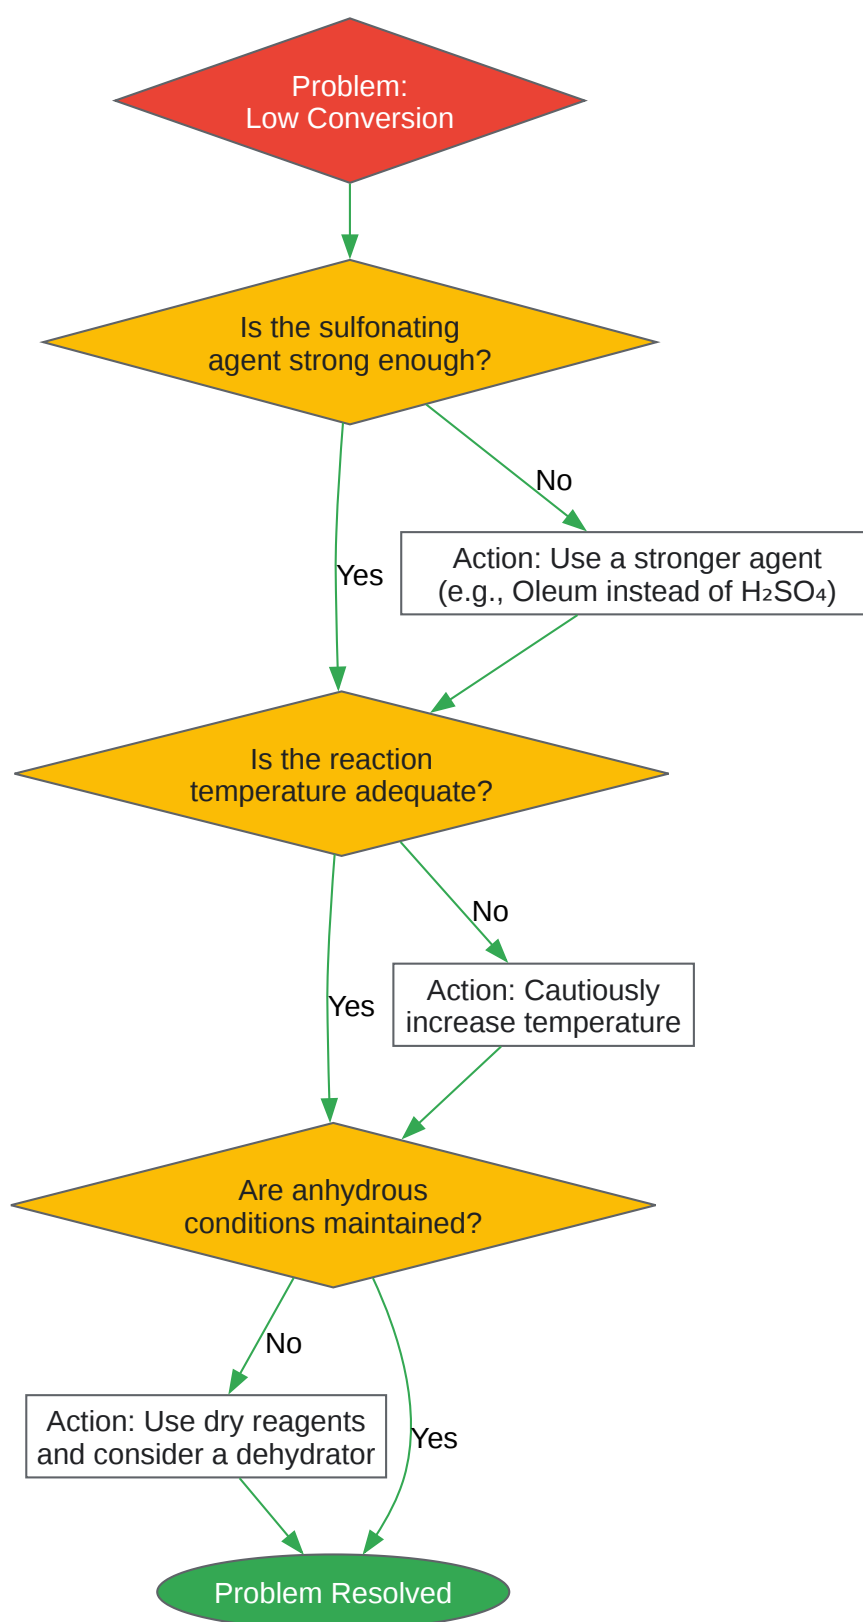 Problem:
Low Conversion
Is the sulfonating
agent strong enough?
No
Yes
Action: Use a stronger agent
(e.g., Oleum instead of H₂SO₄)
Is the reaction
temperature adequate?
No
Yes
Action: Cautiously
increase temperature
Are anhydrous
conditions maintained?
No
Yes
Action: Use dry reagents
and consider a dehydrator
Problem Resolved